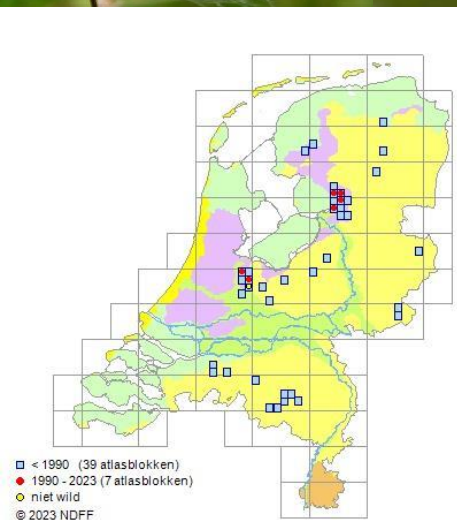 < 1990 (39 atlasblokken)
1990 - 2023 (7 atlasblokken)
niet wild
© 2023 NDFF